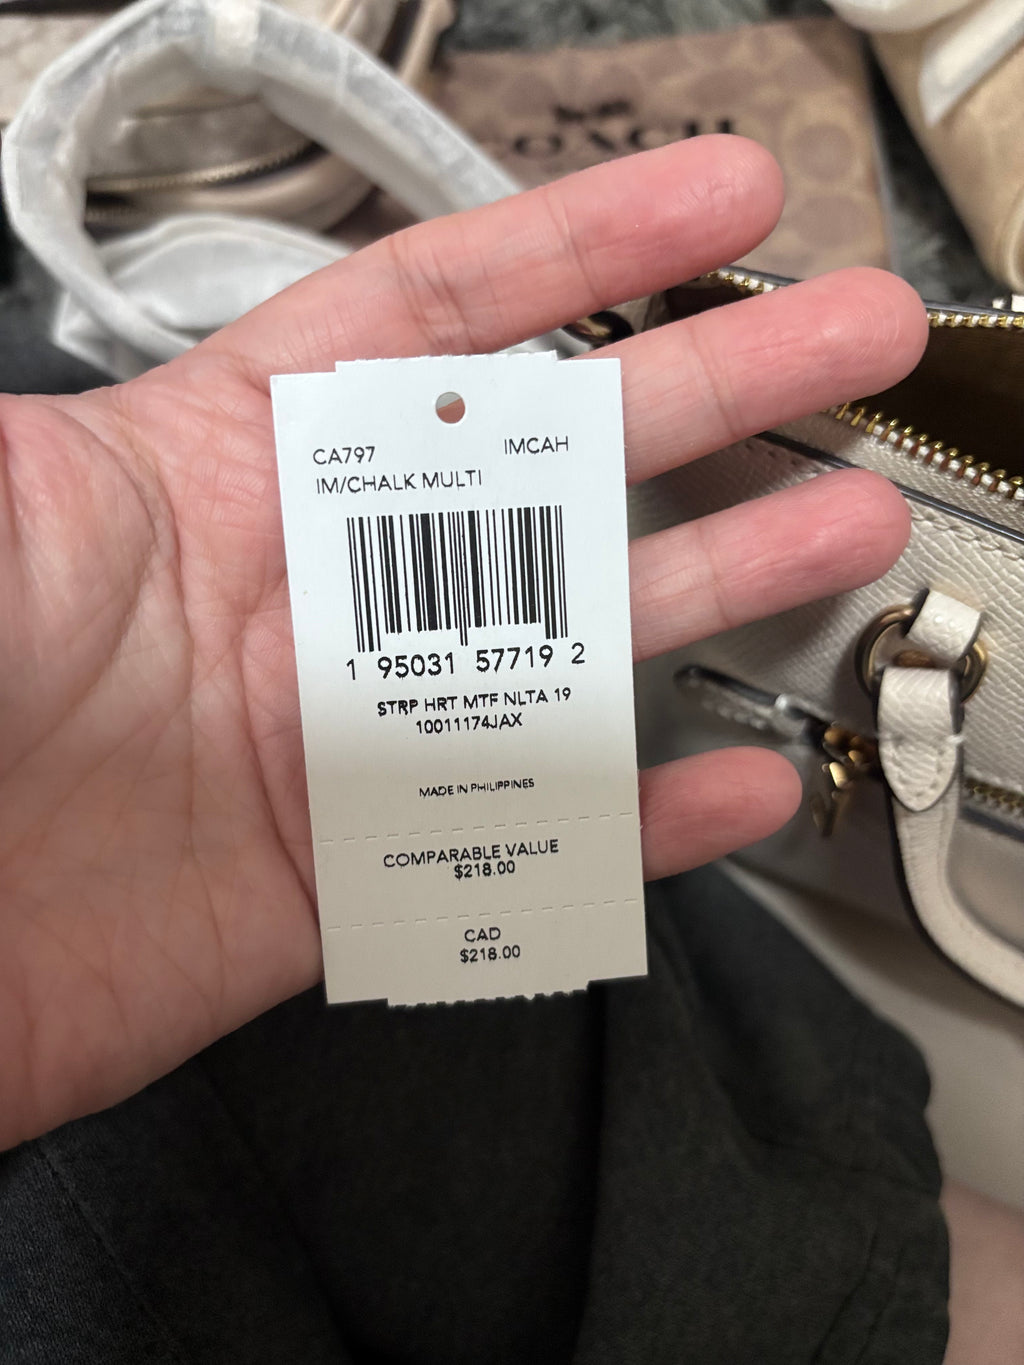 COACH
CA797 IMCAH
IM/CHALK MULTI
1 95031 57719 2
STRP HRT MTF NLTA 19
10011174JAX
MADE IN PHILIPPINES
COMPARABLE VALUE
$218.00
CAD
$218.00